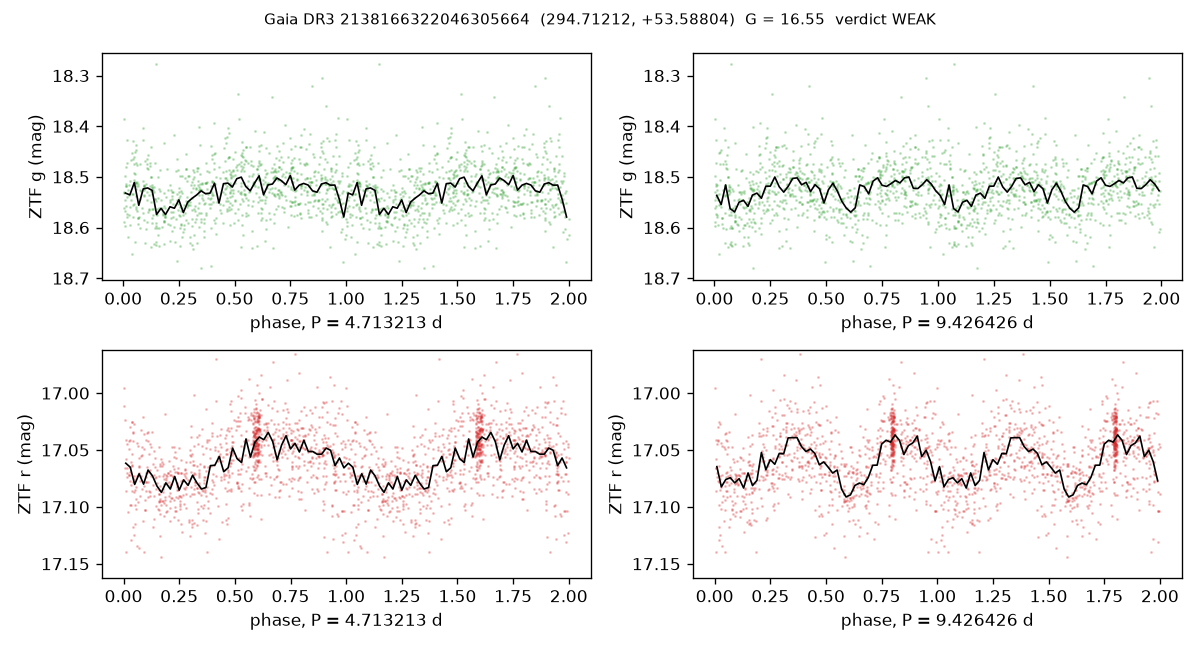 Gaia DR3 2138166322046305664  (294.71212, +53.58804)  G = 16.55  verdict WEAK
ZTF g (mag)
18.3
18.4
18.5
18.6
18.7
0.00 0.25 0.50 0.75 1.00 1.25 1.50 1.75 2.00
phase, P = 4.713213 d
ZTF g (mag)
18.3
18.4
18.5
18.6
18.7
0.00 0.25 0.50 0.75 1.00 1.25 1.50 1.75 2.00
phase, P = 9.426426 d
ZTF r (mag)
17.00
17.05
17.10
17.15
0.00 0.25 0.50 0.75 1.00 1.25 1.50 1.75 2.00
phase, P = 4.713213 d
ZTF r (mag)
17.00
17.05
17.10
17.15
0.00 0.25 0.50 0.75 1.00 1.25 1.50 1.75 2.00
phase, P = 9.426426 d